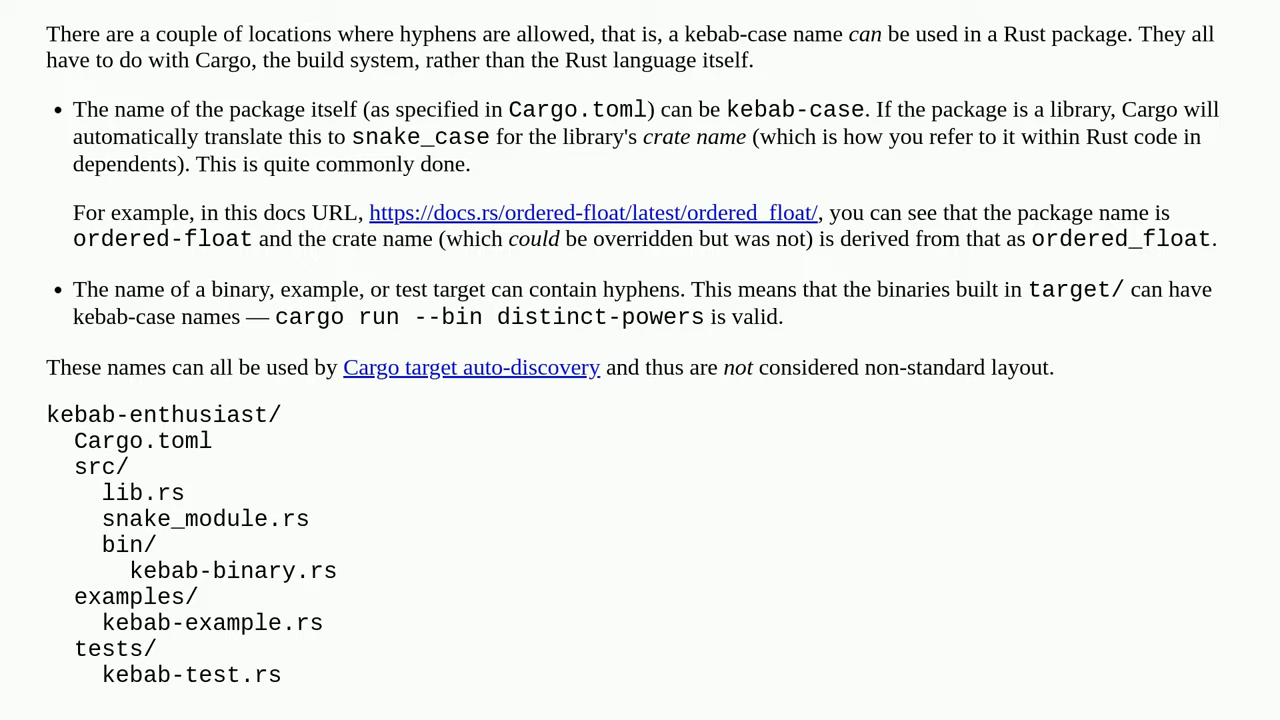 There are a couple of locations where hyphens are allowed, that is, a kebab-case name can be used in a Rust package. They all
have to do with Cargo, the build system, rather than the Rust language itself.
• The name of the package itself (as specified in Cargo.toml) can be kebab-case. If the package is a library, Cargo will
automatically translate this to snake_case for the library's crate name (which is how you refer to it within Rust code in
dependents). This is quite commonly done.
For example, in this docs URL, https://docs.rs/ordered-float/latest/ordered_float/, you can see that the package name is
ordered-float and the crate name (which could be overridden but was not) is derived from that as ordered_float.
• The name of a binary, example, or test target can contain hyphens. This means that the binaries built in target/ can have
kebab-case names — cargo run --bin distinct-powers is valid.
These names can all be used by Cargo target auto-discovery and thus are not considered non-standard layout.
kebab-enthusiast/
  Cargo.toml
  src/
    lib.rs
    snake_module.rs
    bin/
      kebab-binary.rs
  examples/
    kebab-example.rs
  tests/
    kebab-test.rs